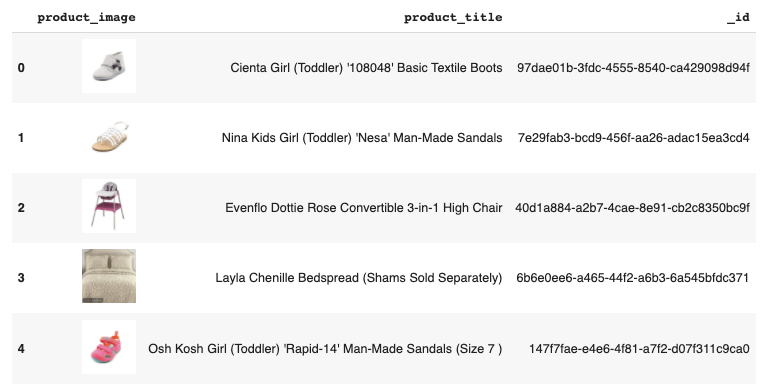 product_image product_title _id
0 Cienta Girl (Toddler) '108048' Basic Textile Boots 97dae01b-3fdc-4555-8540-ca429098d94f
1 Nina Kids Girl (Toddler) 'Nesa' Man-Made Sandals 7e29fab3-bcd9-456f-aa26-adac15ea3cd4
2 Evenflo Dottie Rose Convertible 3-in-1 High Chair 40d1a884-a2b7-4cae-8e91-cb2c8350bc9f
3 Layla Chenille Bedspread (Shams Sold Separately) 6b6e0ee6-a465-44f2-a6b3-6a545bfdc371
4 Osh Kosh Girl (Toddler) 'Rapid-14' Man-Made Sandals (Size 7 ) 147f7fae-e4e6-4f81-a7f2-d07f311c9ca0